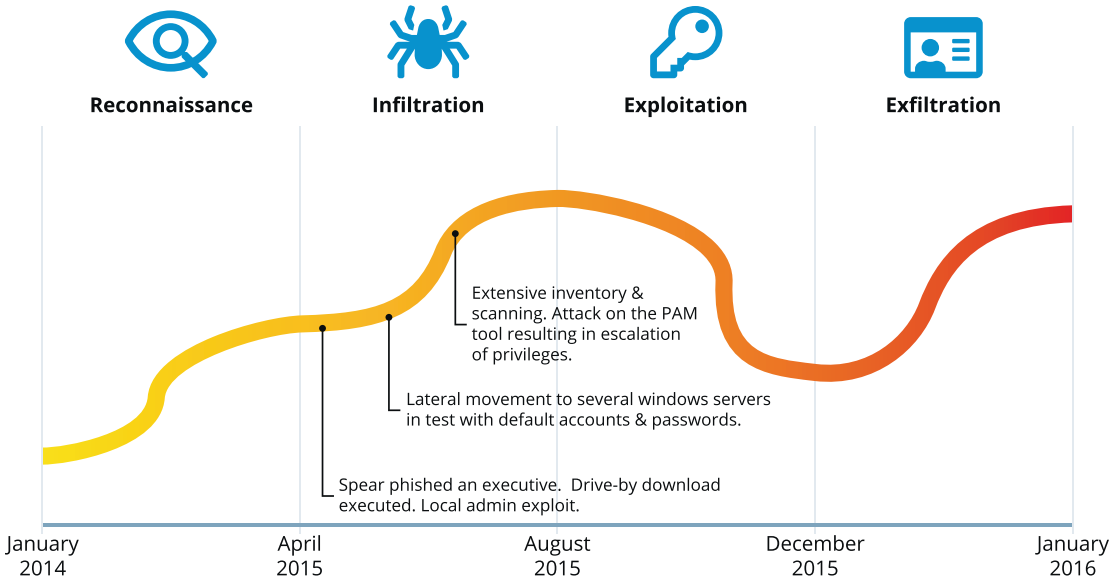 Reconnaissance
Infiltration
Exploitation
Exfiltration
Extensive inventory &
scanning. Attack on the PAM
tool resulting in escalation
of privileges.
Lateral movement to several windows servers
in test with default accounts & passwords.
Spear phished an executive.  Drive-by download
executed. Local admin exploit.
January
2014
April
2015
August
2015
December
2015
January
2016